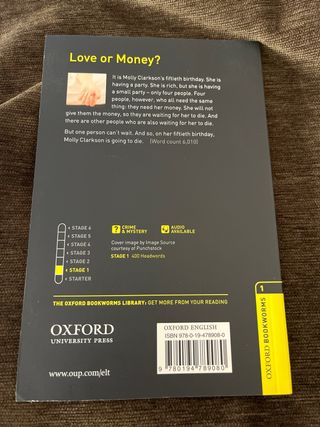 Love or Money?
It is Molly Clarkson's fiftieth birthday. She is
having a party. She is rich, but she is having
a small party – only four people. Four
people, however, who all need the same
thing: they need her money. She will not
give them the money, so they are waiting for her to die.
And there are other people who are also waiting for her to die.
But one person can't wait. And so, on her fiftieth birthday,
Molly Clarkson is going to die. (Word count 6,010)
STAGE 6
STAGE 5
STAGE 4
STAGE 3
STAGE 2
STAGE 1
STARTER
? CRIME
& MYSTERY
AUDIO
AVAILABLE
Cover image by Image Source
courtesy of Punchstock
STAGE 1 400 Headwords
THE OXFORD BOOKWORMS LIBRARY: GET MORE FROM YOUR READING
OXFORD
UNIVERSITY PRESS
www.oup.com/elt
OXFORD ENGLISH
ISBN 978-0-19-478908-0
9 780194 789080
OXFORD BOOKWORMS 1